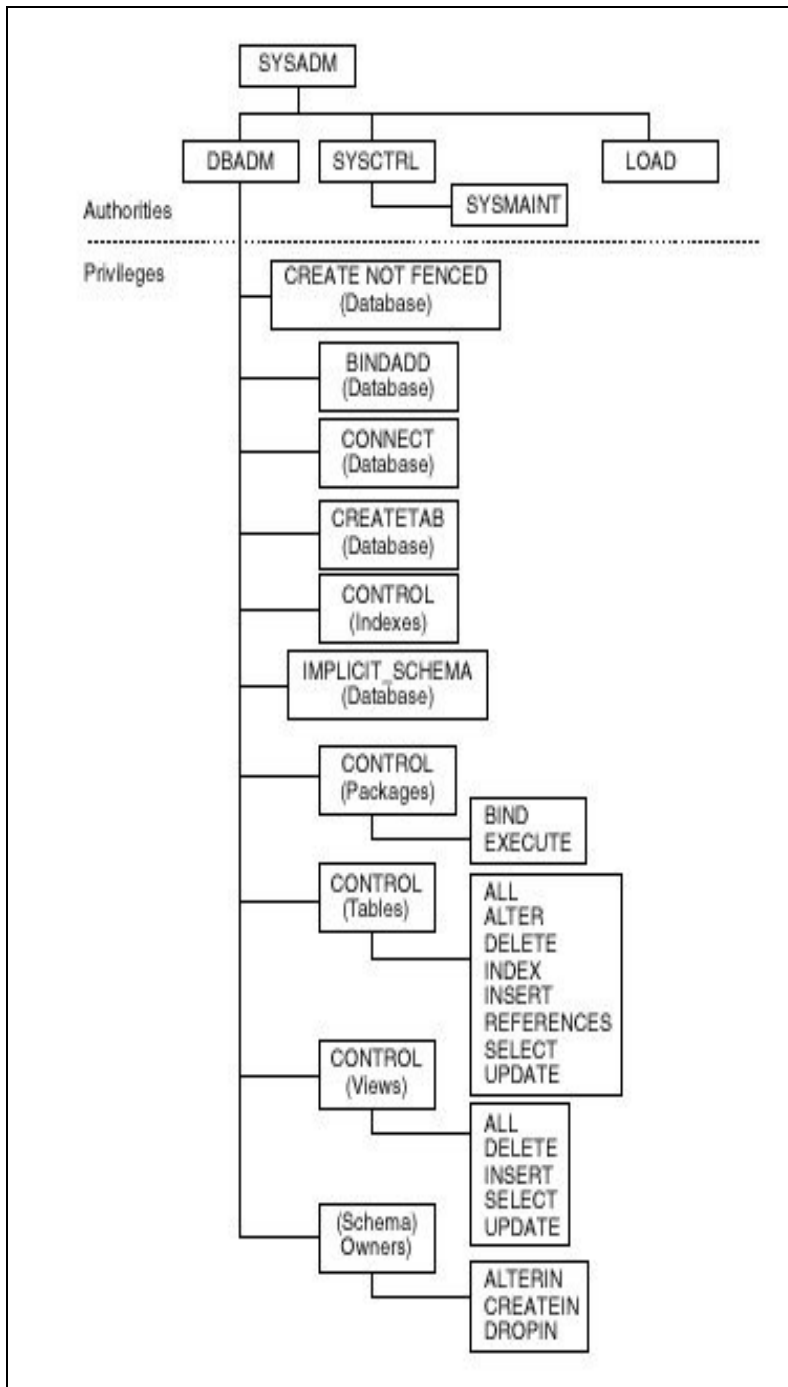 SYSADM
DBADM
SYSCTRL
LOAD
SYSMAINT
Authorities
Privileges
CREATE NOT FENCED
(Database)
BINDADD
(Database)
CONNECT
(Database)
CREATETAB
(Database)
CONTROL
(Indexes)
IMPLICIT_SCHEMA
(Database)
CONTROL
(Packages)
BIND
EXECUTE
CONTROL
(Tables)
ALL
ALTER
DELETE
INDEX
INSERT
REFERENCES
SELECT
UPDATE
CONTROL
(Views)
ALL
DELETE
INSERT
SELECT
UPDATE
(Schema)
Owners)
ALTERIN
CREATEIN
DROPIN